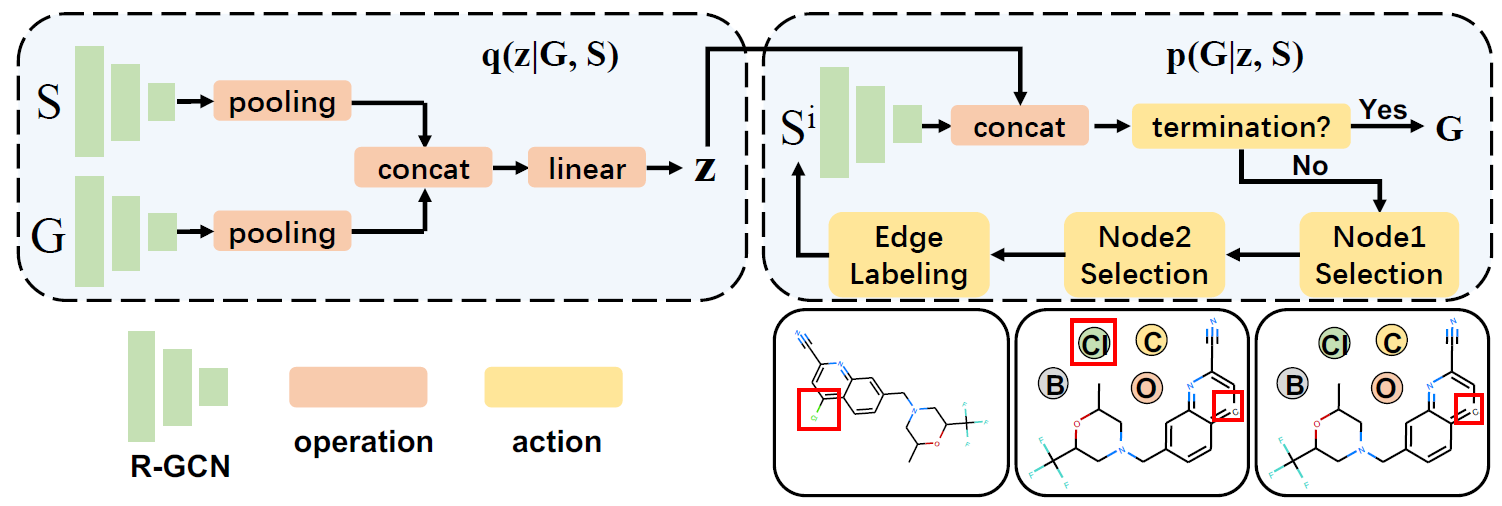 q(z|G, S)
S
pooling
G
pooling
concat
linear
z
p(G|z, S)
Sⁱ
concat
termination?
Yes
G
No
Node1
Selection
Node2
Selection
Edge
Labeling
R-GCN
operation
action
N
N
N
O
F
F
F
Cl
C
B
O
N
N
C
O
N
F
F
F
Cl
C
B
O
N
N
C
O
N
F
F
F